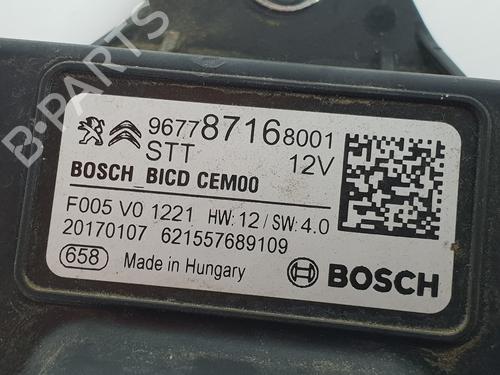 B-PARTS
96778716 8001
STT 12V
BOSCH_BICD CEM00
F005 V0 1221 HW: 12 / SW: 4.0
20170107 621557689109
658 Made in Hungary BOSCH